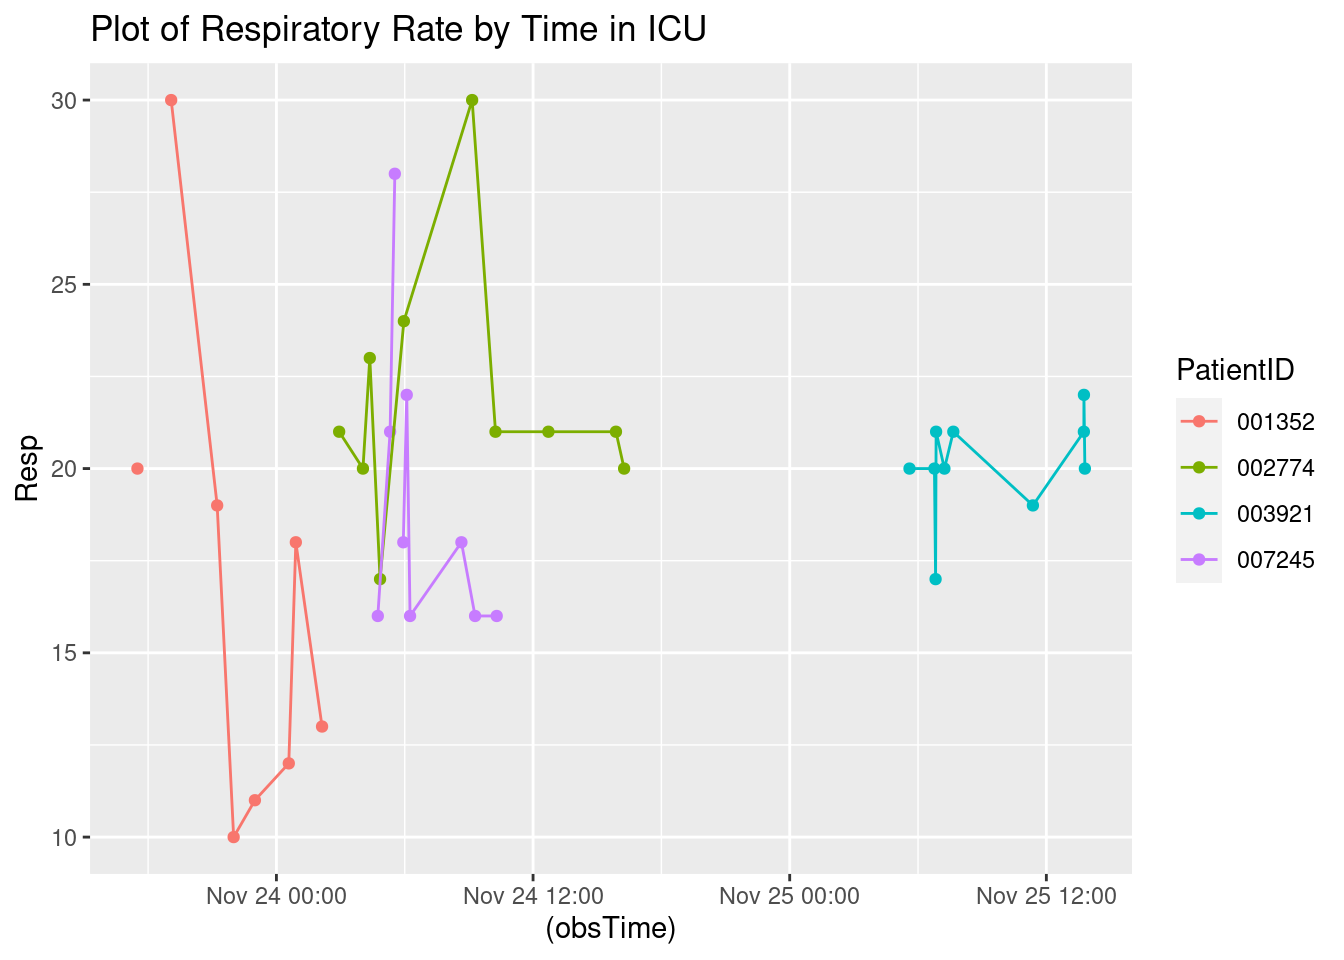 Plot of Respiratory Rate by Time in ICU
30
25
20
15
10
Resp
Nov 24 00:00
Nov 24 12:00
Nov 25 00:00
Nov 25 12:00
(obsTime)
PatientID
001352
002774
003921
007245